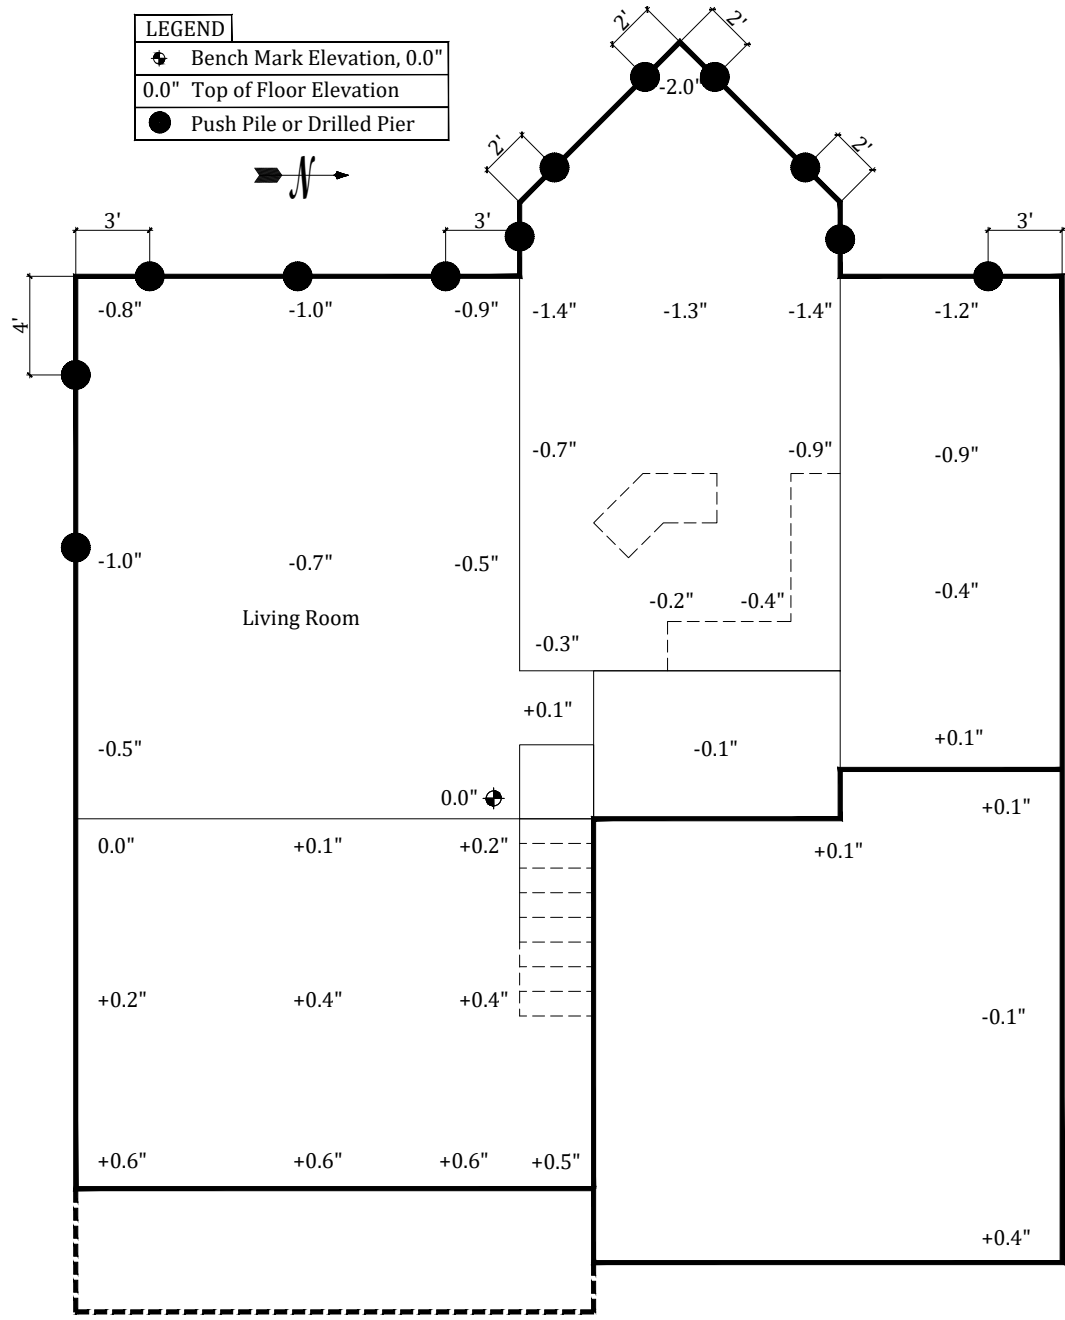 LEGEND
Bench Mark Elevation, 0.0"
0.0" Top of Floor Elevation
Push Pile or Drilled Pier
N
2' 2'
-2.0'
2' 2'
3' 3' 3'
4'
-0.8" -1.0" -0.9" -1.4" -1.3" -1.4" -1.2"
-0.7" -0.9" -0.9"
-1.0" -0.7" -0.5"
-0.4"
-0.2" -0.4"
Living Room
-0.3"
+0.1"
-0.5" -0.1" +0.1"
0.0"
+0.1"
0.0" +0.1" +0.2" +0.1"
+0.2" +0.4" +0.4"
-0.1"
+0.6" +0.6" +0.6" +0.5"
+0.4"